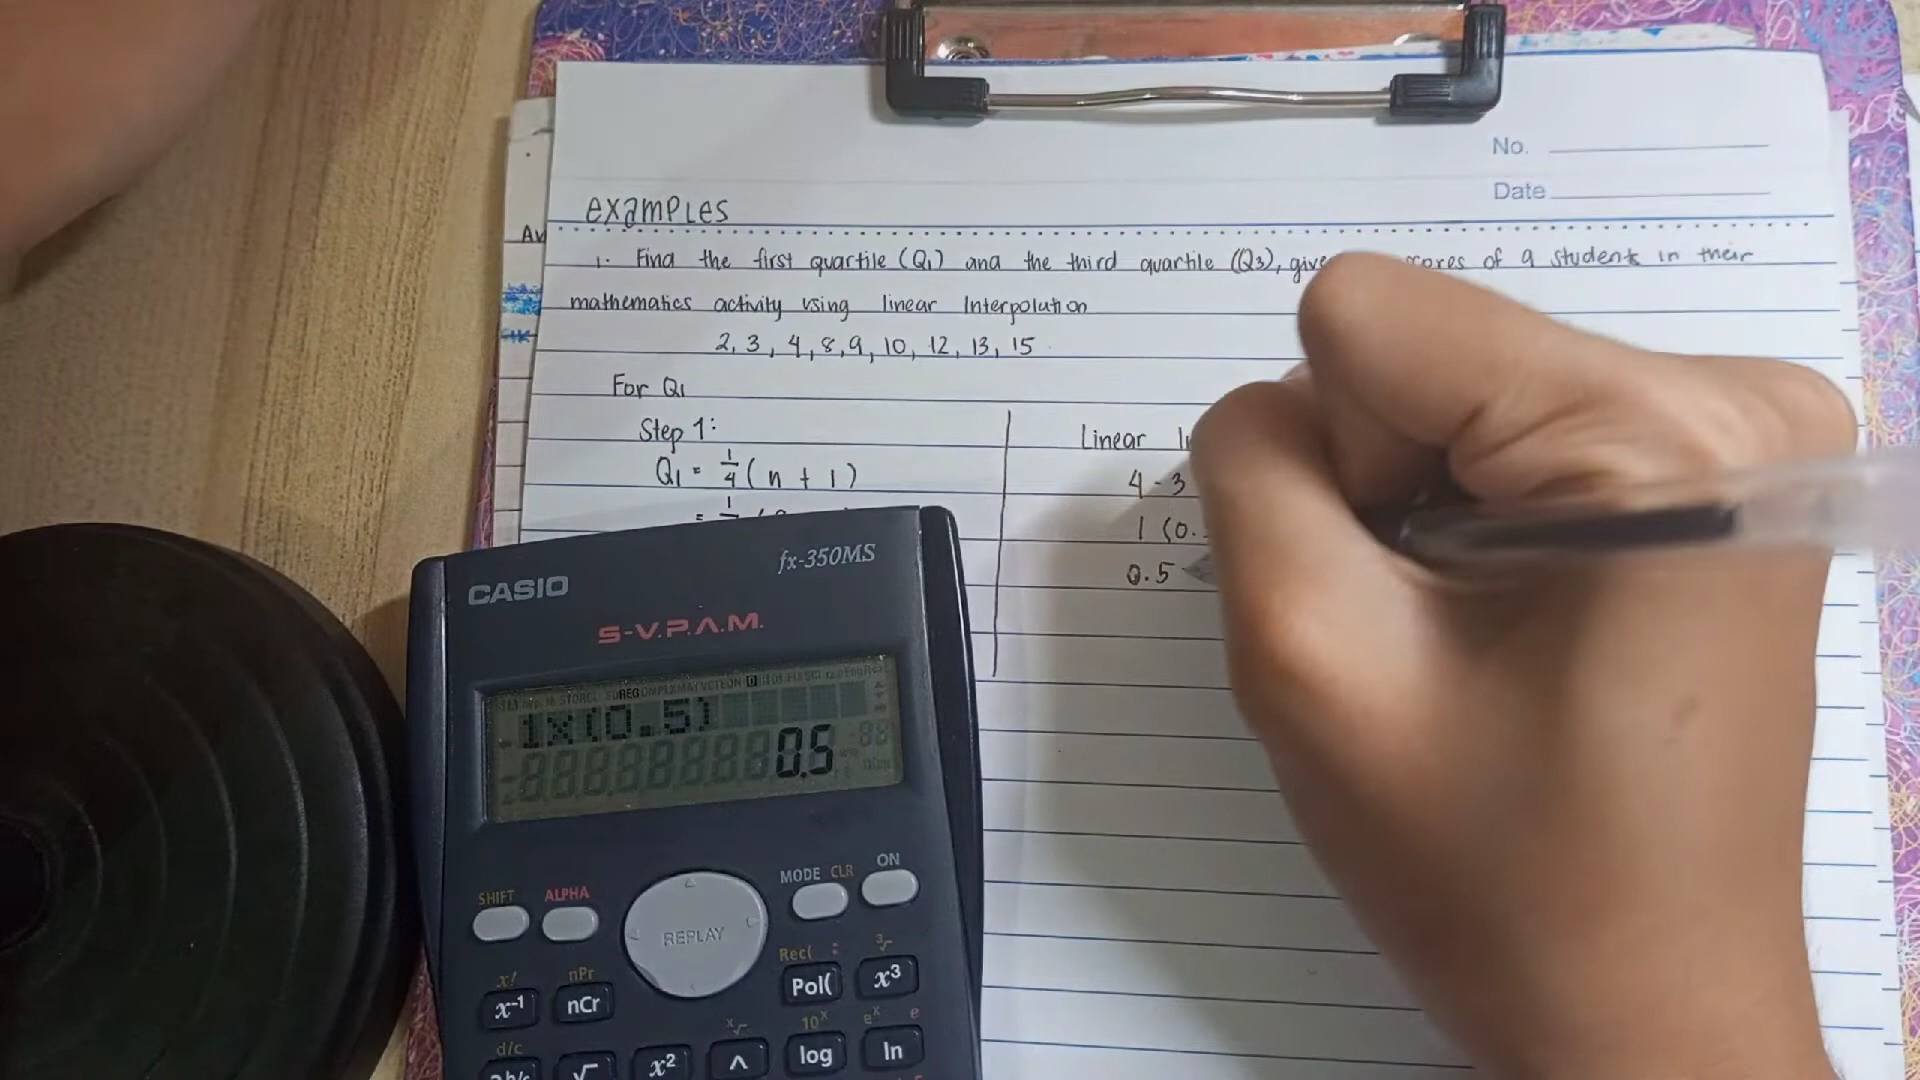 No.
Date
examples
1. Find the first quartile (Q1) and the third quartile (Q3), give scores of 9 students in their
mathematics activity using linear Interpolation
2, 3, 4, 8, 9, 10, 12, 13, 15
For Q1
Step 1:
Q1 = 1/4 (n + 1)
Linear
4 - 3
1 (0.
0.5
CASIO
fx-350MS
S-V.P.A.M.
1x(0.5)
0.5
SHIFT ALPHA MODE CLR ON
REPLAY
x! nPr Rec( : ³√
x⁻¹ nCr Pol( x³
d/c ˣ√ 10ˣ eˣ e
√ x² ^ log ln